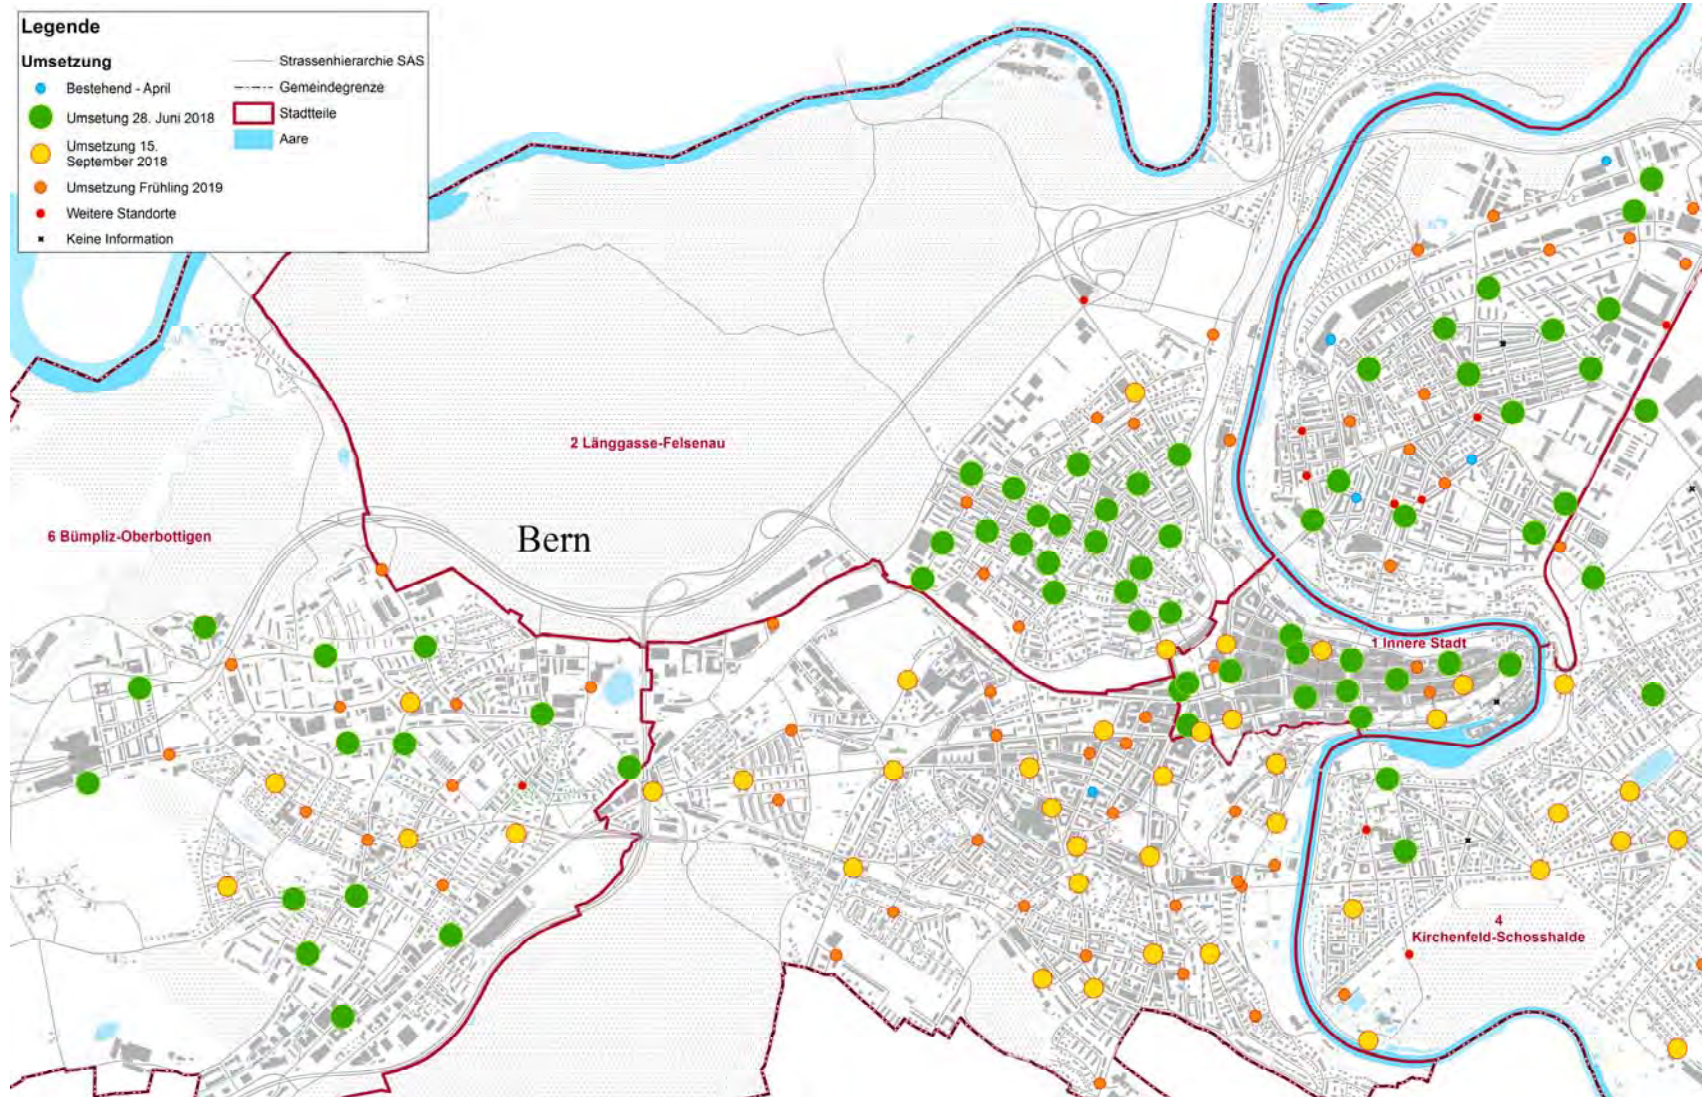 Legende
Umsetzung
Bestehend - April
Umsetung 28. Juni 2018
Umsetzung 15.
September 2018
Umsetzung Frühling 2019
Weitere Standorte
Keine Information
Strassenhierarchie SAS
Gemeindegrenze
Stadtteile
Aare
2 Länggasse-Felsenau
6 Bümpliz-Oberbottigen
Bern
1 Innere Stadt
4
Kirchenfeld-Schosshalde